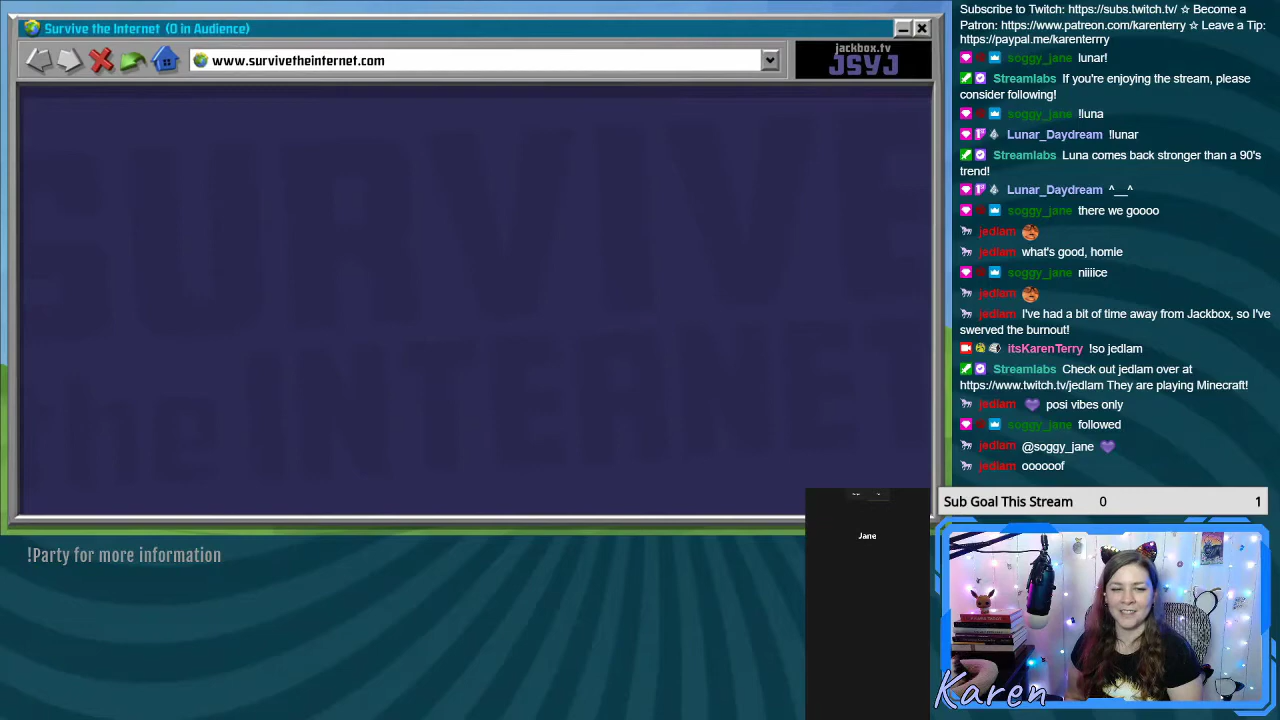 Survive the Internet (0 in Audience)
www.survivetheinternet.com
jackbox.tv
JSYJ
Subscribe to Twitch: https://subs.twitch.tv/ ☆ Become a
Patron: https://www.patreon.com/karenterry ☆ Leave a Tip:
https://paypal.me/karenterrry
soggy_jane lunar!
Streamlabs If you're enjoying the stream, please
consider following!
soggy_jane !luna
Lunar_Daydream !lunar
Streamlabs Luna comes back stronger than a 90's
trend!
Lunar_Daydream ^__^
soggy_jane there we goooo
jedlam
jedlam what's good, homie
soggy_jane niiiice
jedlam
jedlam I've had a bit of time away from Jackbox, so I've
swerved the burnout!
itsKarenTerry !so jedlam
Streamlabs Check out jedlam over at
https://www.twitch.tv/jedlam They are playing Minecraft!
jedlam 💜 posi vibes only
soggy_jane followed
jedlam @soggy_jane 💜
jedlam oooooof
Sub Goal This Stream 0 1
Jane
!Party for more information
Karen